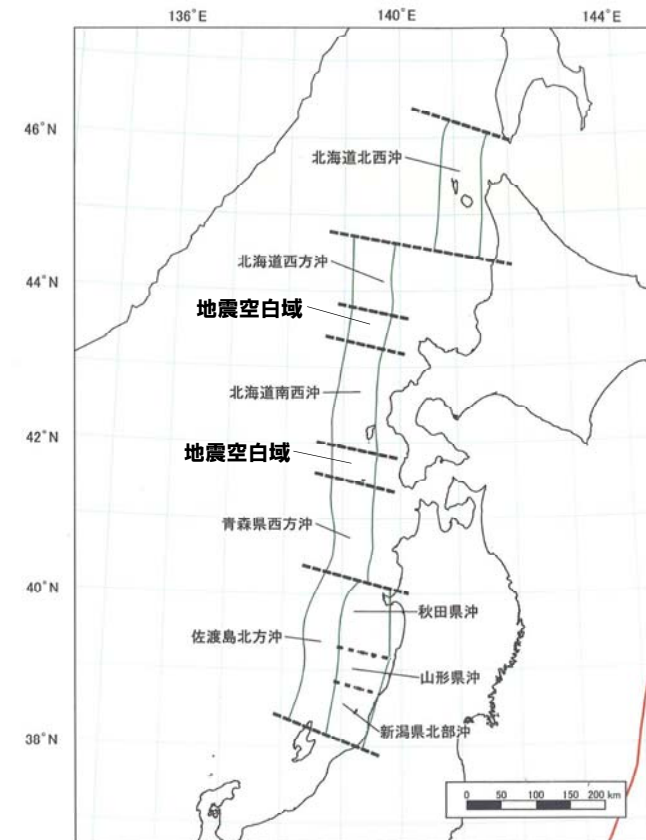 136°E
140°E
144°E
46°N
北海道北西沖
北海道西方沖
44°N
地震空白域
北海道南西沖
42°N
地震空白域
青森県西方沖
40°N
秋田県沖
佐渡島北方沖
山形県沖
新潟県北部沖
38°N
0 50 100 150 200 km